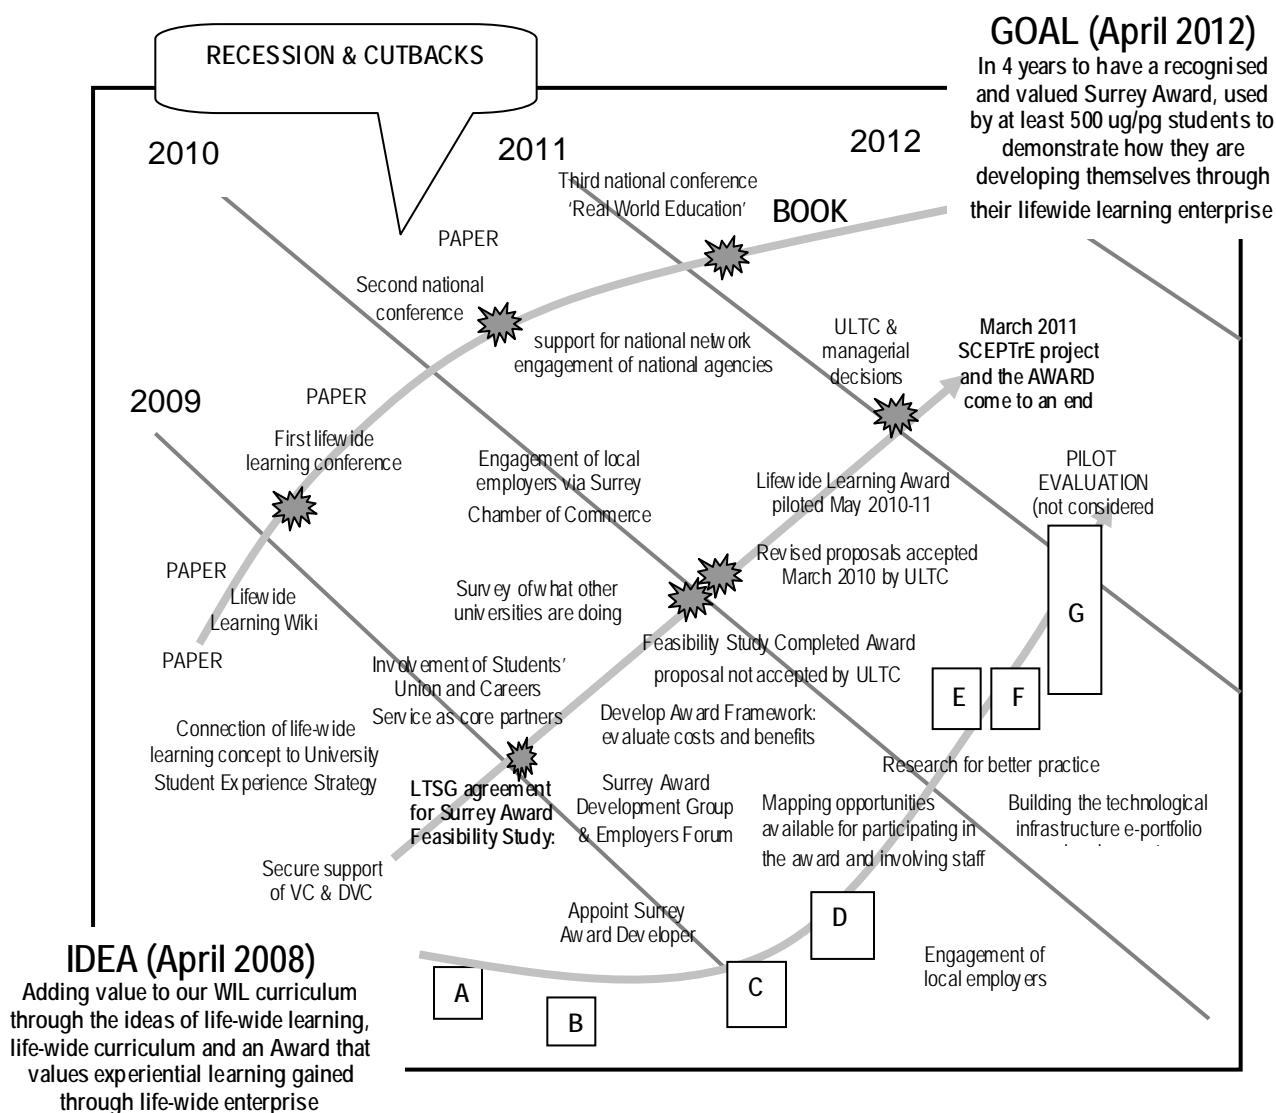 RECESSION & CUTBACKS
GOAL (April 2012)
In 4 years to have a recognised
and valued Surrey Award, used
by at least 500 ug/pg students to
demonstrate how they are
developing themselves through
their lifewide learning enterprise
2010
2011
2012
Third national conference
‘Real World Education’
BOOK
PAPER
Second national
conference
support for national network
engagement of national agencies
ULTC &
managerial
decisions
March 2011
SCEPTrE project
and the AWARD
come to an end
2009
PAPER
First lifewide
learning conference
Engagement of local
employers via Surrey
Chamber of Commerce
Lifewide Learning Award
piloted May 2010-11
PILOT
EVALUATION
(not considered
PAPER
Lifewide
Learning Wiki
PAPER
Survey of what other
universities are doing
Revised proposals accepted
March 2010 by ULTC
G
Feasibility Study Completed Award
proposal not accepted by ULTC
Involvement of Students’
Union and Careers
Service as core partners
E
F
Connection of life-wide
learning concept to University
Student Experience Strategy
Develop Award Framework:
evaluate costs and benefits
LTSG agreement
for Surrey Award
Feasibility Study:
Surrey Award
Development Group
& Employers Forum
Research for better practice
Mapping opportunities
available for participating in
the award and involving staff
Building the technological
infrastructure e-portfolio
Secure support
of VC & DVC
Appoint Surrey
Award Developer
D
Engagement of
local employers
A
B
C
IDEA (April 2008)
Adding value to our WIL curriculum
through the ideas of life-wide learning,
life-wide curriculum and an Award that
values experiential learning gained
through life-wide enterprise